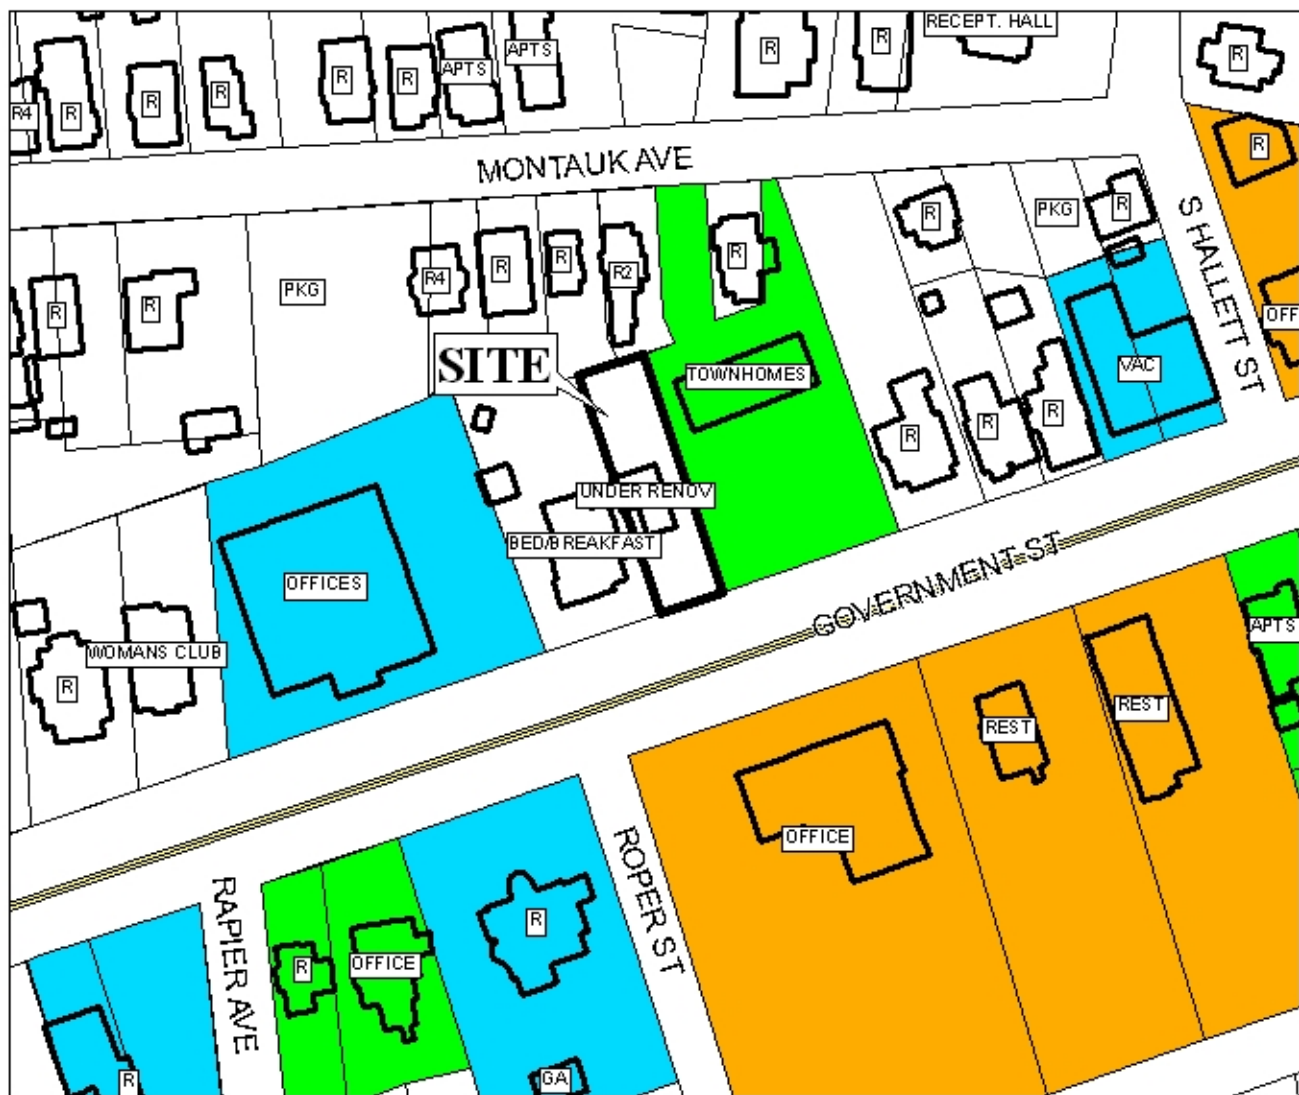 RECEPT. HALL
R
R
APTS
R
R
R
APTS
R
R
R
R4
R
R
MONTAUK AVE
R
PKG
R
S HALLETT ST
R
R
R
R2
R4
PKG
R
R
OFF
SITE
TOWNHOMES
VAC
R
R
R
UNDER RENOV
BED/BREAKFAST
OFFICES
GOVERNMENT ST
APTS
WOMANS CLUB
R
REST
REST
OFFICE
ROPER ST
RAPIER AVE
R
OFFICE
R
GA
R